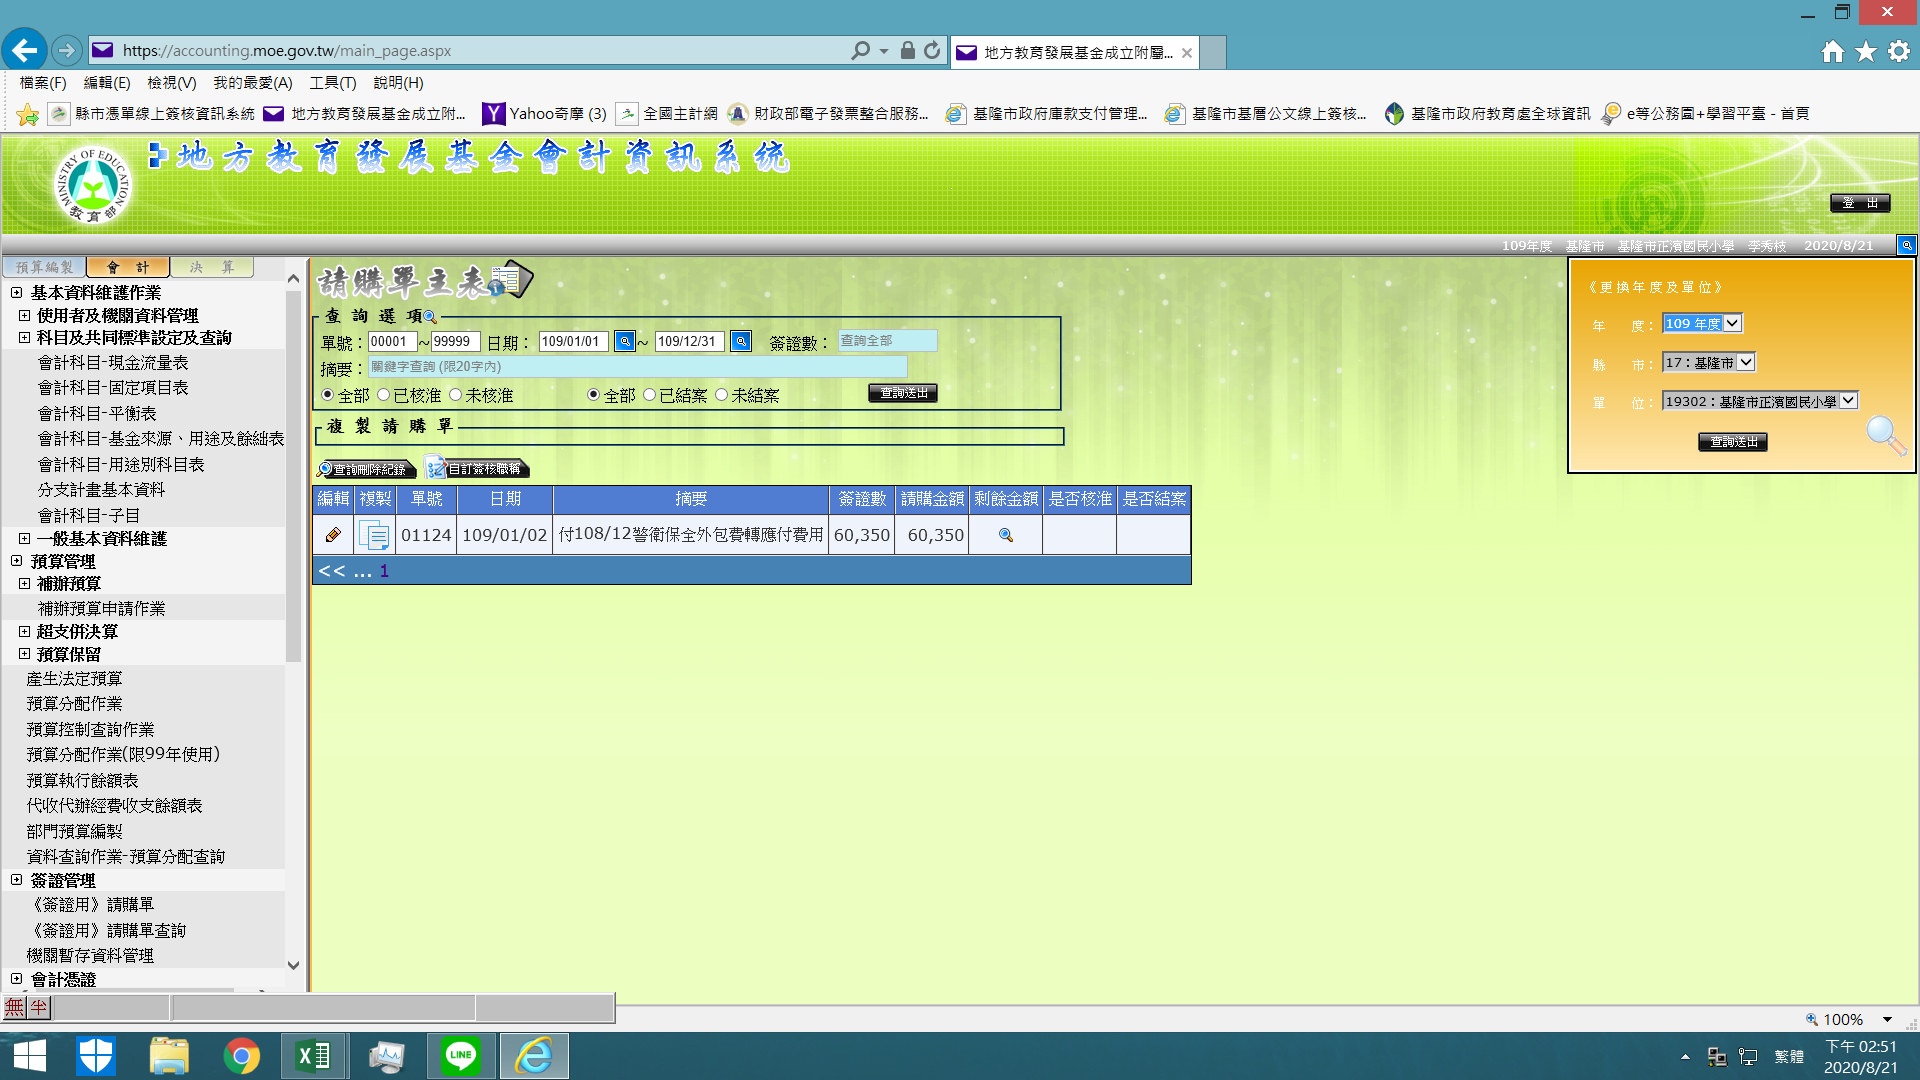 https://accounting.moe.gov.tw/main_page.aspx
地方教育發展基金成立附屬...
檔案(F) 編輯(E) 檢視(V) 我的最愛(A) 工具(T) 說明(H)
縣市憑單線上簽核資訊系統 地方教育發展基金成立附... Yahoo奇摩 (3) 全國主計網 財政部電子發票整合服務... 基隆市政府庫款支付管理... 基隆市基層公文線上簽核... 基隆市政府教育處全球資訊 e等公務園+學習平臺 - 首頁
MINISTRY OF EDUCATION
教育部
地方教育發展基金會計資訊系統
登 出
109年度 基隆市 基隆市正濱國民小學 李秀枝 2020/8/21
預算編製 會 計 決 算
基本資料維護作業
使用者及機關資料管理
科目及共同標準設定及查詢
會計科目-現金流量表
會計科目-固定項目表
會計科目-平衡表
會計科目-基金來源、用途及餘絀表
會計科目-用途別科目表
分支計畫基本資料
會計科目-子目
一般基本資料維護
預算管理
補辦預算
補辦預算申請作業
超支併決算
預算保留
產生法定預算
預算分配作業
預算控制查詢作業
預算分配作業(限99年使用)
預算執行餘額表
代收代辦經費收支餘額表
部門預算編製
資料查詢作業-預算分配查詢
簽證管理
《簽證用》請購單
《簽證用》請購單查詢
機關暫存資料管理
會計憑證
請購單主表
查 詢 選 項
單號： 00001 ~ 99999 日期： 109/01/01 ~ 109/12/31 簽證數： 查詢全部
摘要： 關鍵字查詢 (限20字內)
全部 已核准 未核准 全部 已結案 未結案 查詢送出
複 製 請 購 單
查詢刪除紀錄 自訂簽核職稱
編輯 複製 單號 日期 摘要 簽證數 請購金額 剩餘金額 是否核准 是否結案
01124 109/01/02 付108/12警衛保全外包費轉應付費用 60,350 60,350
<< ... 1
《更換年度及單位》
年 度： 109 年度
縣 市： 17：基隆市
單 位： 19302：基隆市正濱國民小學
查詢送出
無 半
100%
繁體
下午 02:51
2020/8/21
LINE